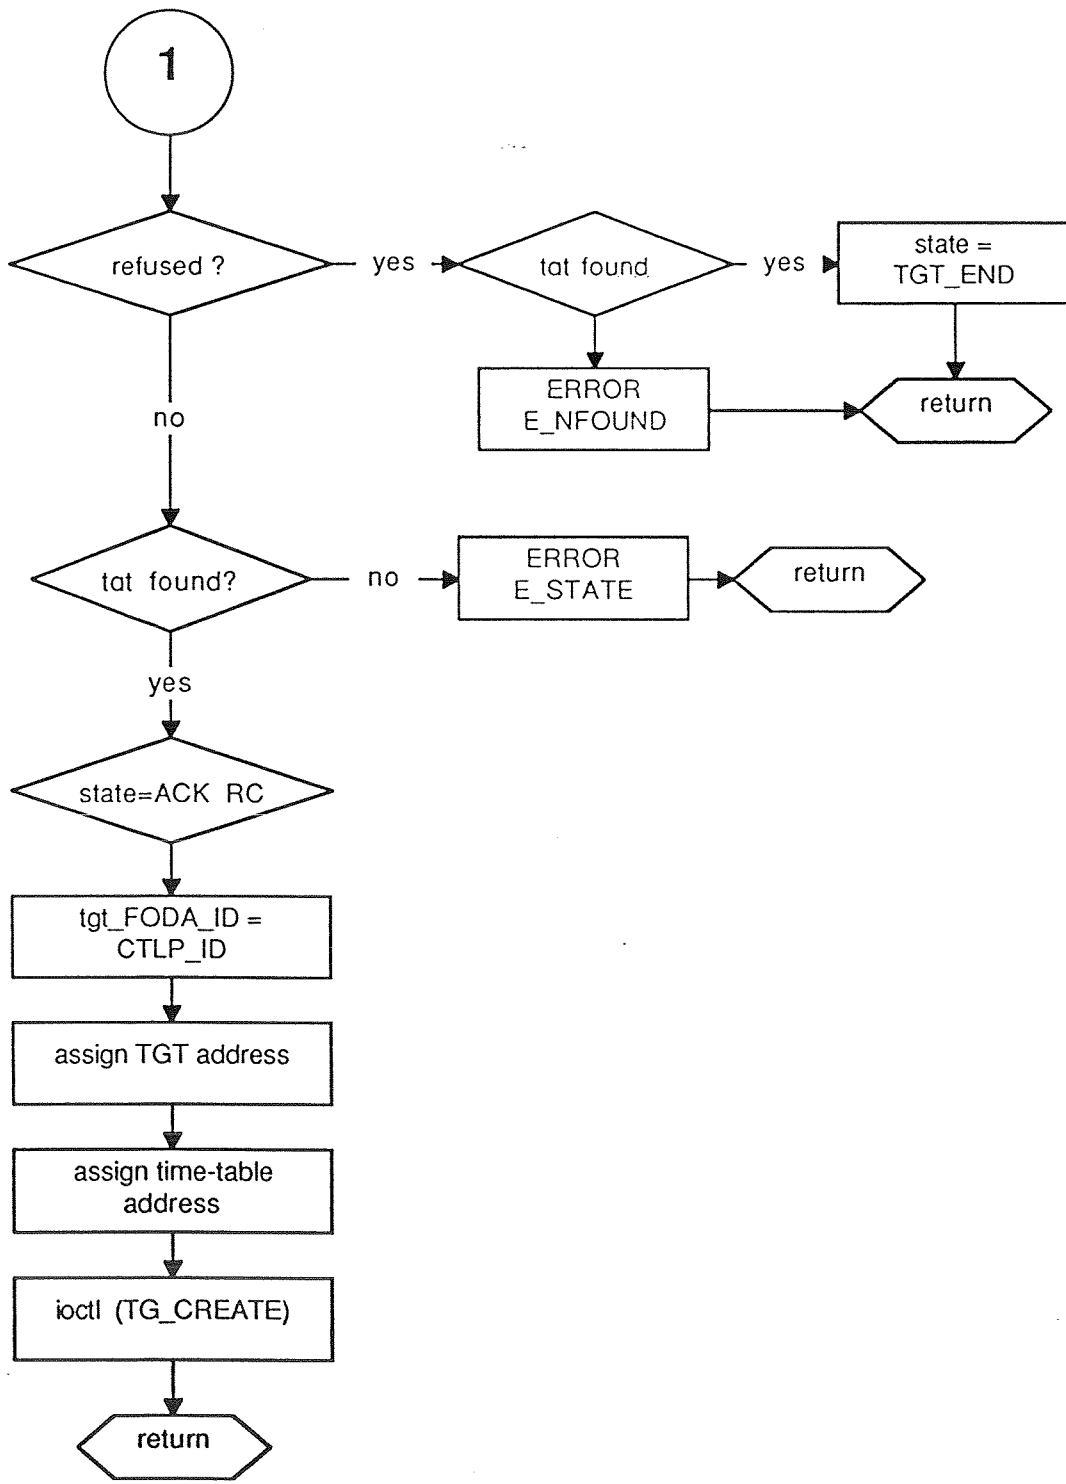 1
refused ?
yes
tat found
yes
state =
TGT_END
ERROR
E_NFOUND
return
no
tat found?
no
ERROR
E_STATE
return
yes
state=ACK RC
tgt_FODA_ID =
CTLP_ID
assign TGT address
assign time-table
address
ioctl (TG_CREATE)
return